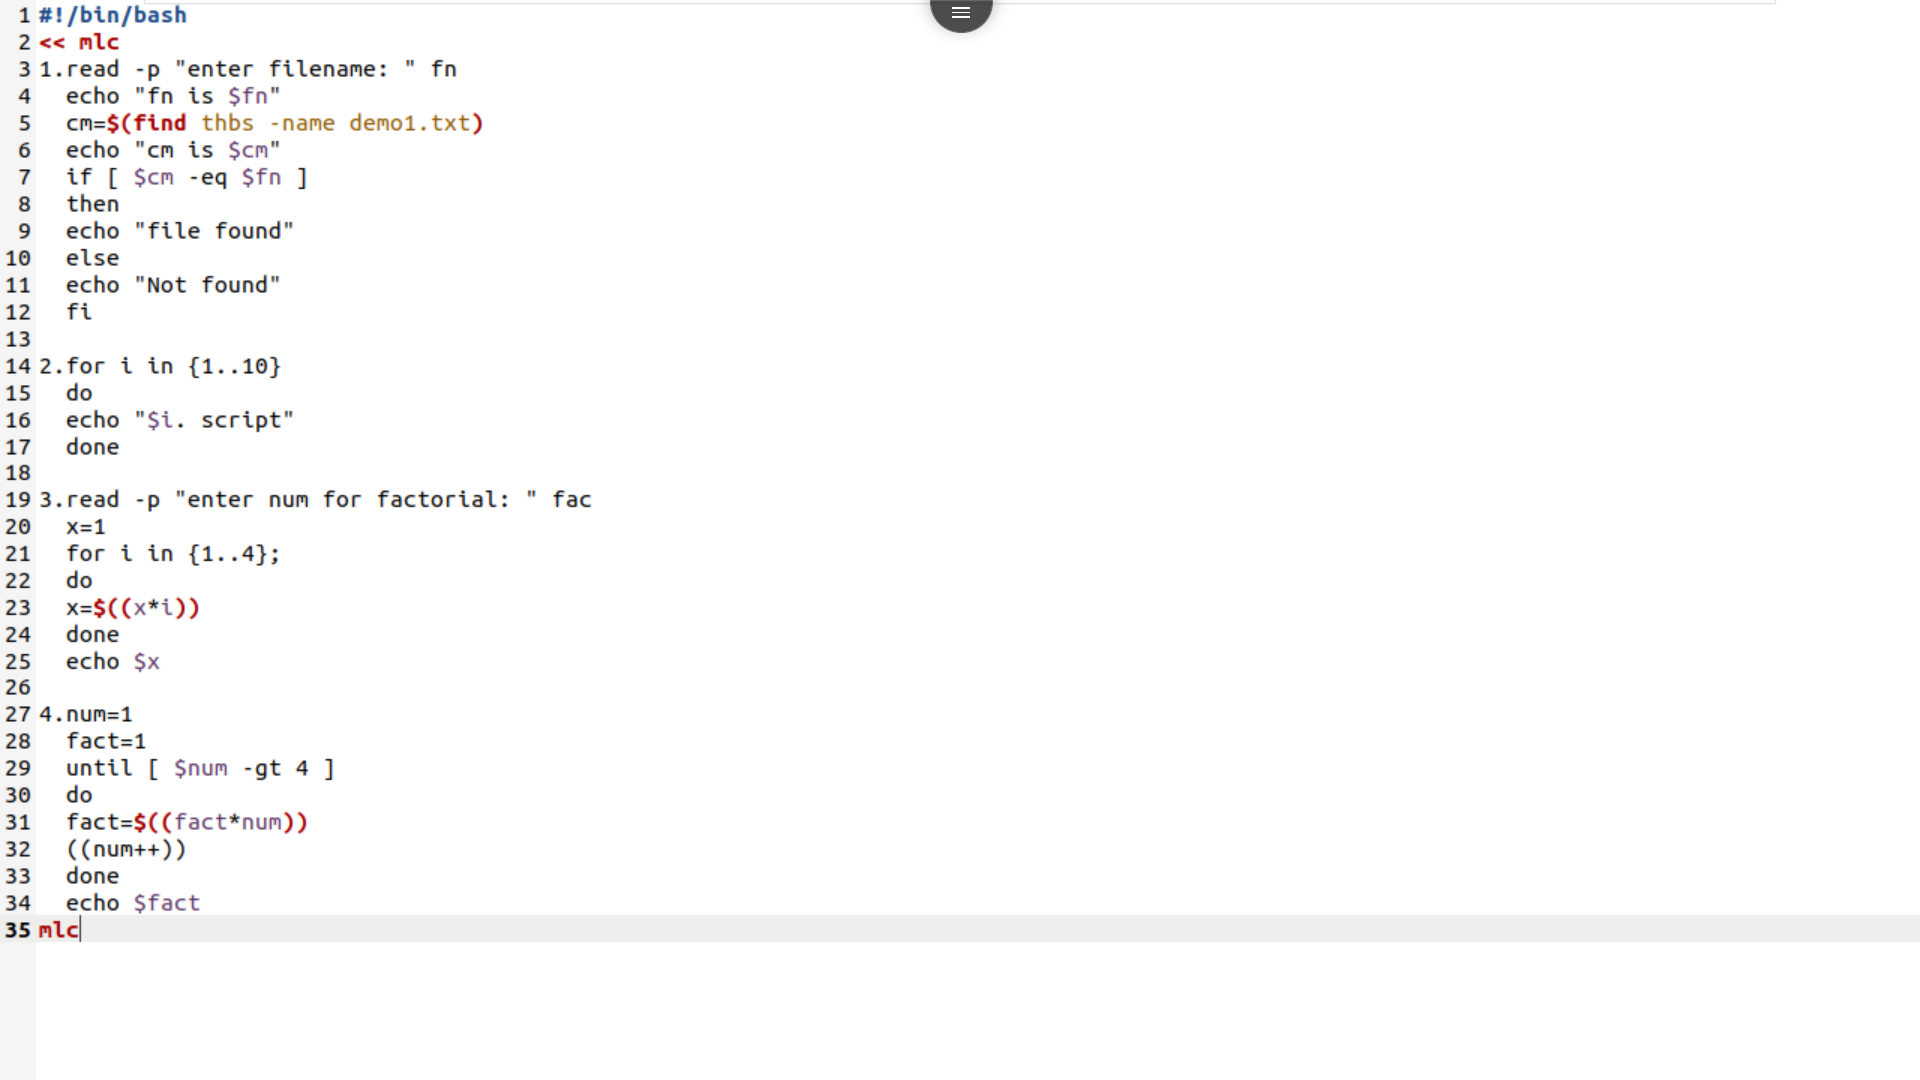 1 #!/bin/bash
2 << mlc
3 1.read -p "enter filename: " fn
4   echo "fn is $fn"
5   cm=$(find thbs -name demo1.txt)
6   echo "cm is $cm"
7   if [ $cm -eq $fn ]
8   then
9   echo "file found"
10   else
11   echo "Not found"
12   fi
13
14 2.for i in {1..10}
15   do
16   echo "$i. script"
17   done
18
19 3.read -p "enter num for factorial: " fac
20   x=1
21   for i in {1..4};
22   do
23   x=$((x*i))
24   done
25   echo $x
26
27 4.num=1
28   fact=1
29   until [ $num -gt 4 ]
30   do
31   fact=$((fact*num))
32   ((num++))
33   done
34   echo $fact
35 mlc